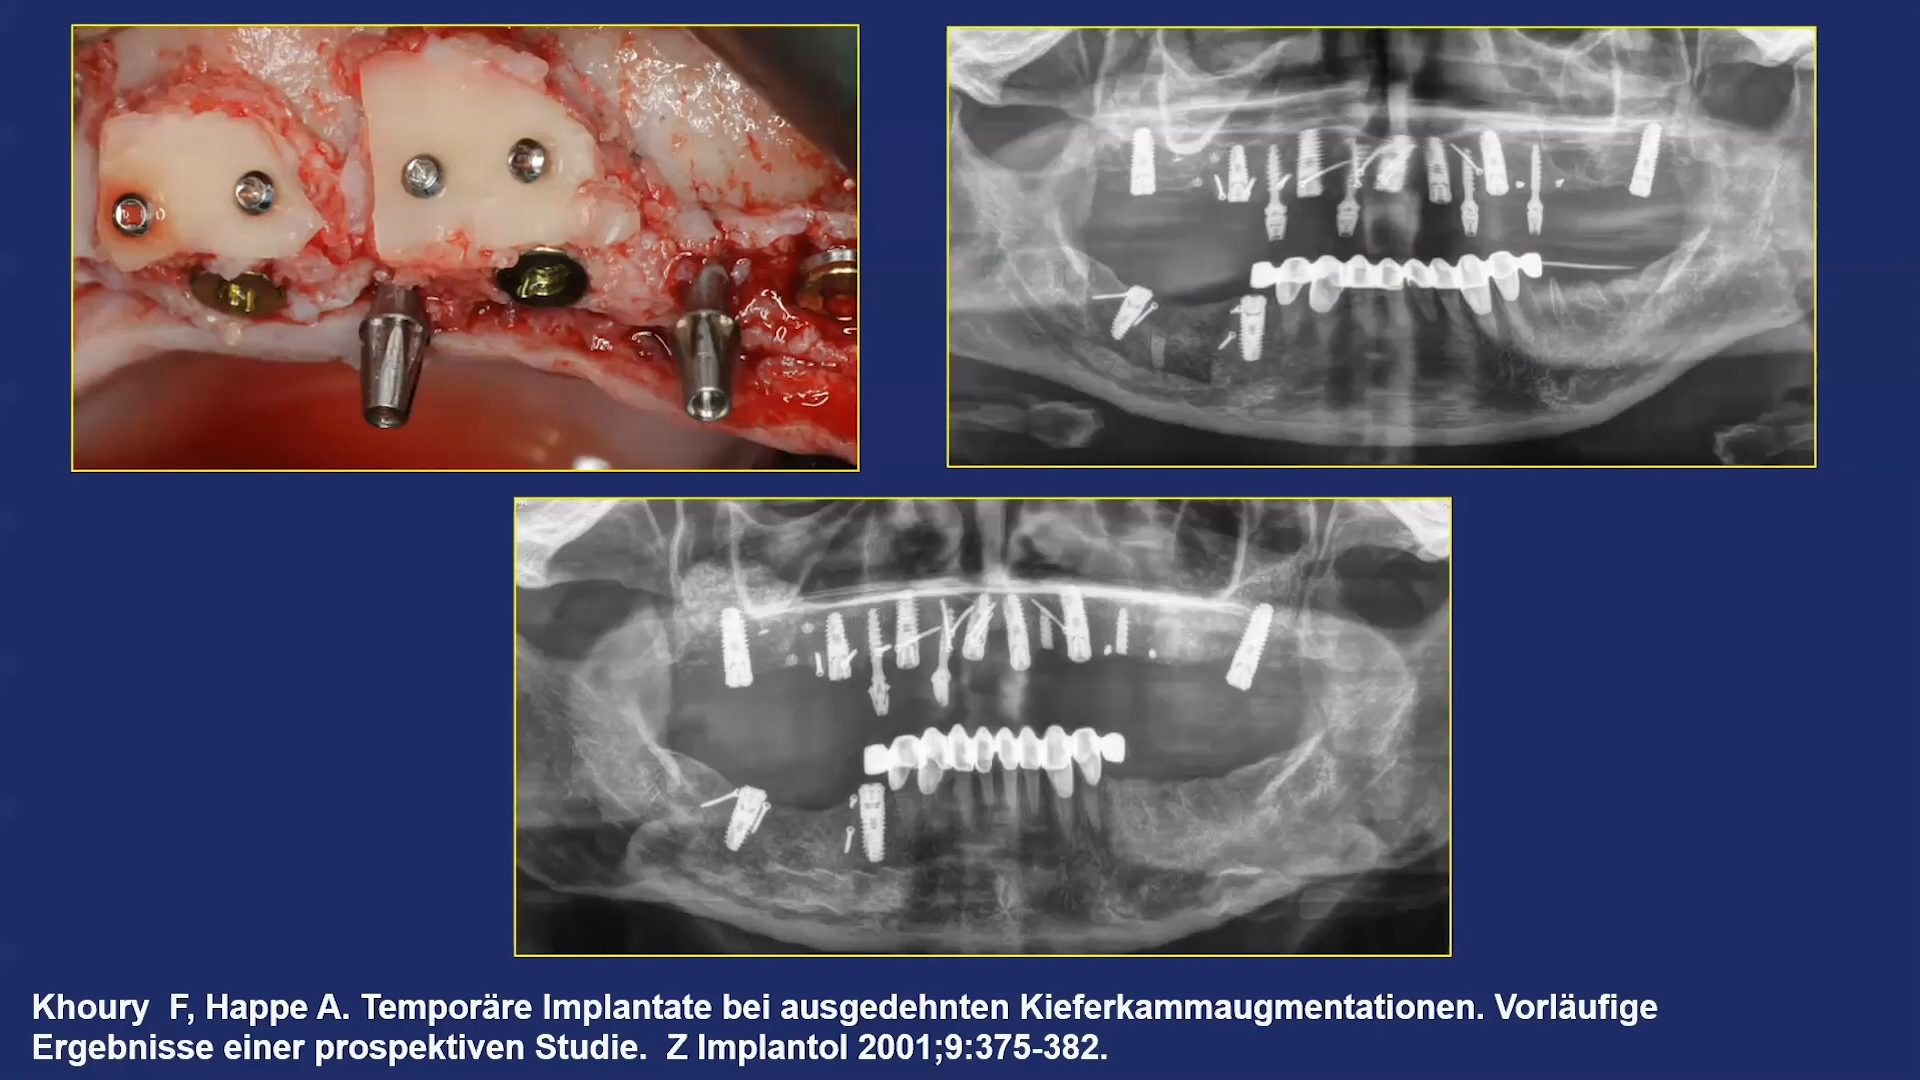 Khoury  F, Happe A. Temporäre Implantate bei ausgedehnten Kieferkammaugmentationen. Vorläufige
Ergebnisse einer prospektiven Studie.  Z Implantol 2001;9:375-382.